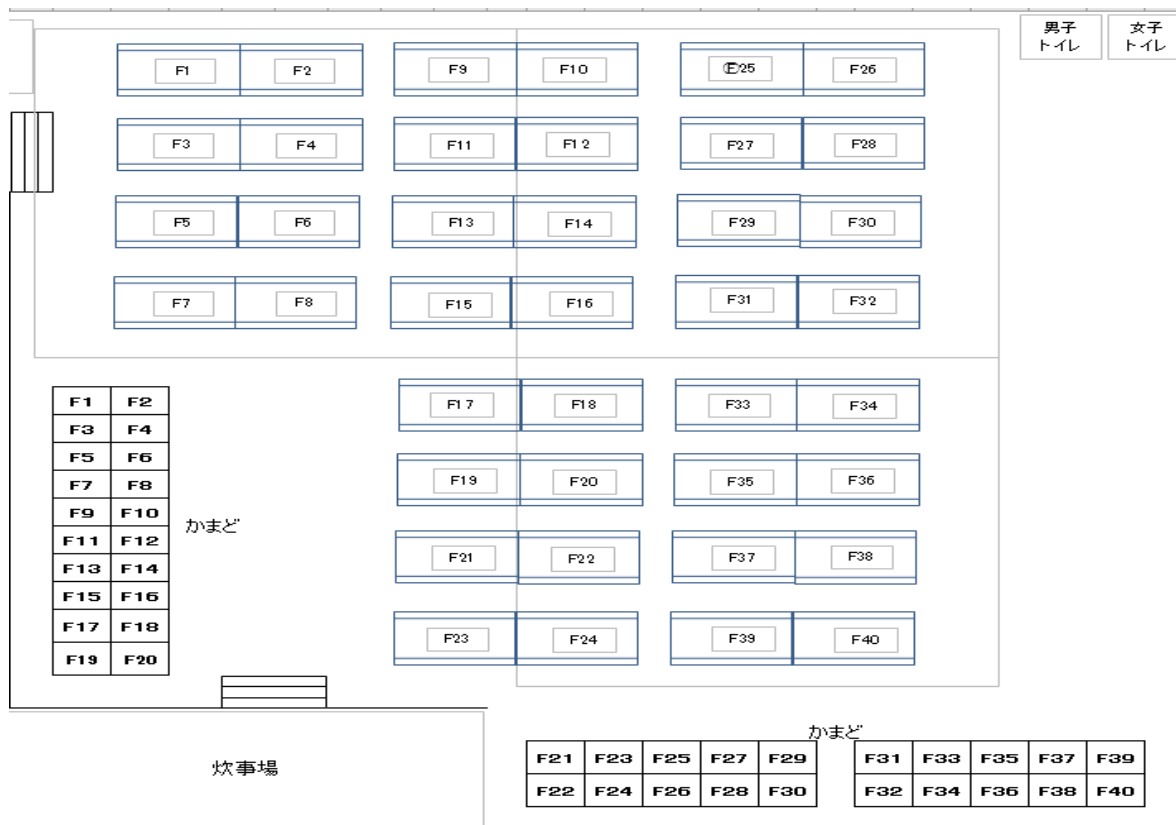 男子
トイレ
女子
トイレ
F1 F2 F9 F10 Ⓕ25 F26
F3 F4 F11 F12 F27 F28
F5 F6 F13 F14 F29 F30
F7 F8 F15 F16 F31 F32
F17 F18 F33 F34
F19 F20 F35 F36
F21 F22 F37 F38
F23 F24 F39 F40
F1 F2
F3 F4
F5 F6
F7 F8
F9 F10
F11 F12
F13 F14
F15 F16
F17 F18
F19 F20
かまど
炊事場
かまど
F21 F23 F25 F27 F29
F22 F24 F26 F28 F30
F31 F33 F35 F37 F39
F32 F34 F36 F38 F40